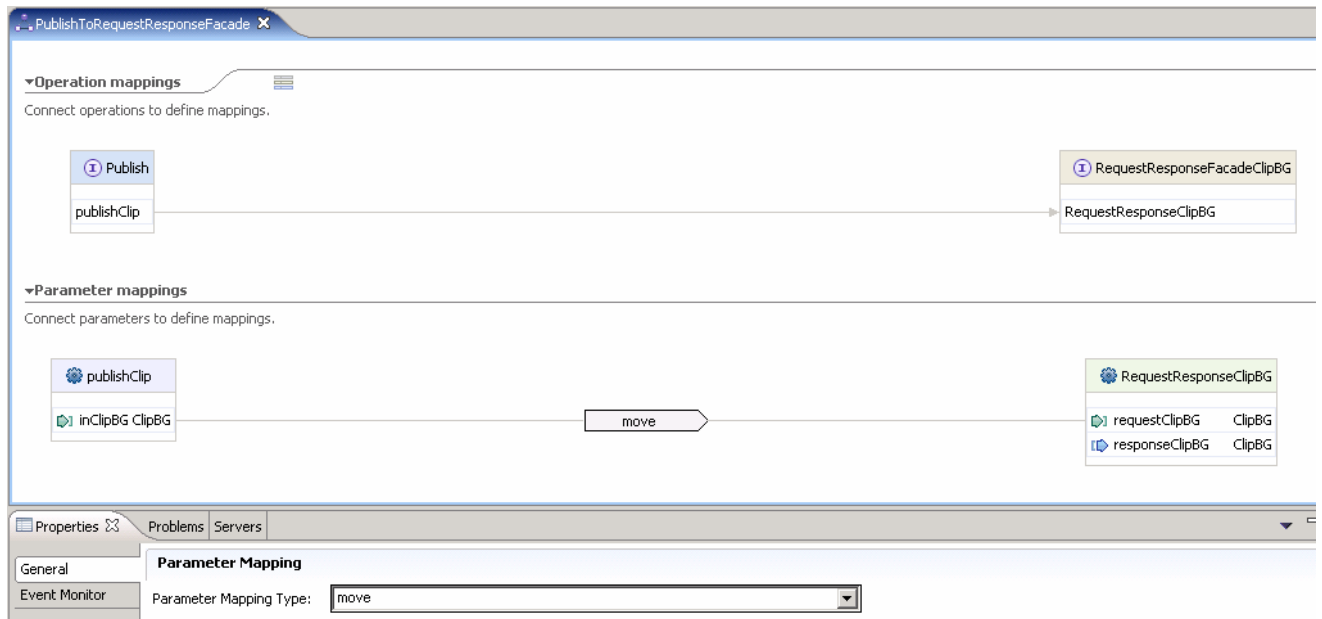 PublishToRequestResponseFacade
Operation mappings
Connect operations to define mappings.
Publish RequestResponseFacadeClipBG
publishClip RequestResponseClipBG
Parameter mappings
Connect parameters to define mappings.
publishClip RequestResponseClipBG
inClipBG ClipBG move requestClipBG ClipBG
responseClipBG ClipBG
Properties Problems Servers
General Parameter Mapping
Event Monitor Parameter Mapping Type: move